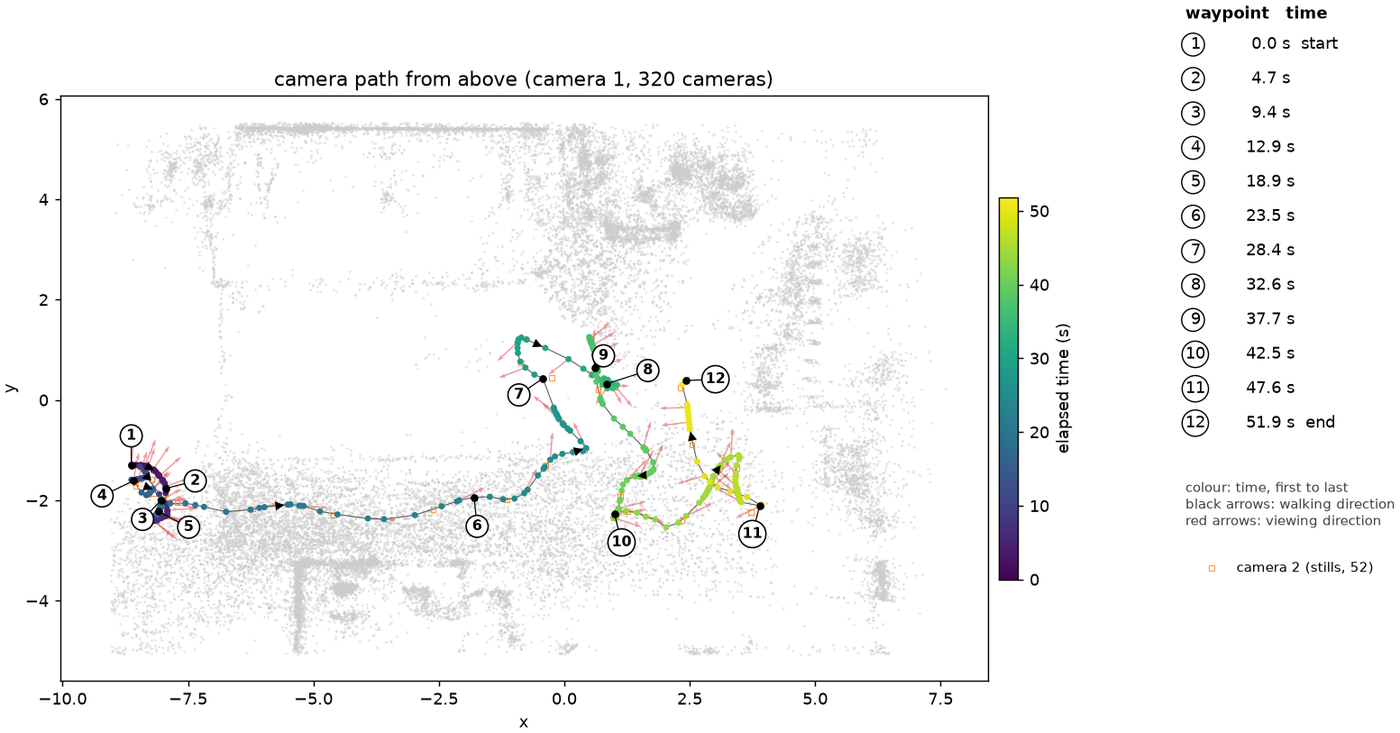 waypoint time
1 0.0 s start
2 4.7 s
3 9.4 s
4 12.9 s
5 18.9 s
6 23.5 s
7 28.4 s
8 32.6 s
9 37.7 s
10 42.5 s
11 47.6 s
12 51.9 s end
colour: time, first to last
black arrows: walking direction
red arrows: viewing direction
camera 2 (stills, 52)
camera path from above (camera 1, 320 cameras)
6
4
2
0
−2
−4
y
−10.0 −7.5 −5.0 −2.5 0.0 2.5 5.0 7.5
x
1
2
3
4
5
6
7
8
9
10
11
12
50
40
30
20
10
0
elapsed time (s)